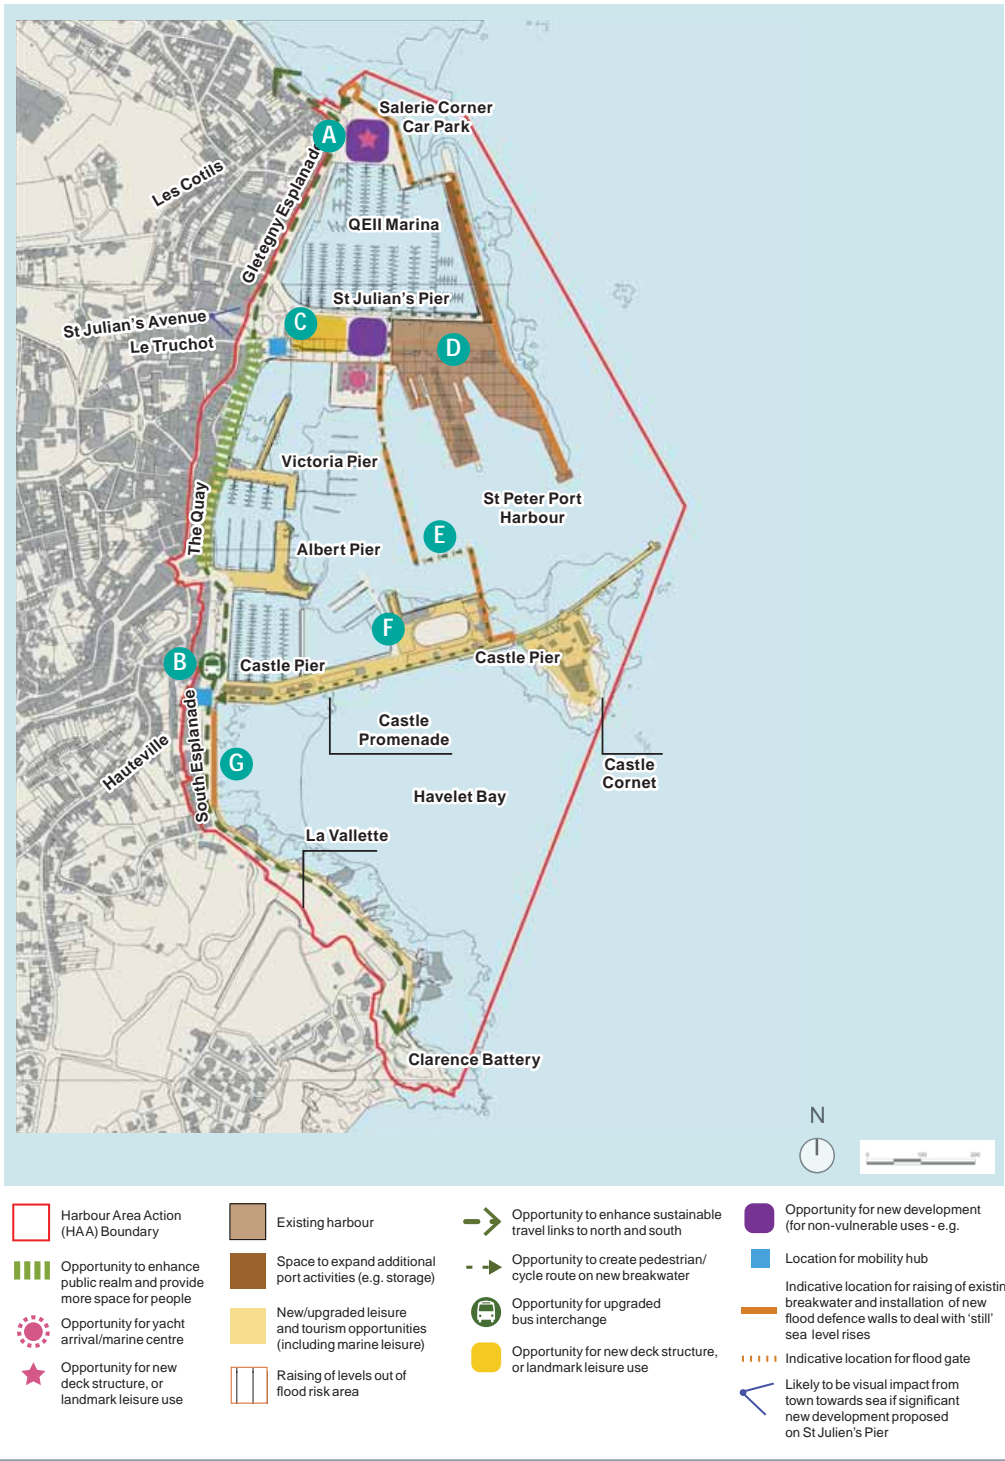 Salerie Corner
Car Park
A
Les Cotils
Gletegny Esplanade
QEII Marina
St Julian's Pier
St Julian's Avenue
Le Truchot
C
D
Victoria Pier
St Peter Port
Harbour
The Quay
E
Albert Pier
F
B
Castle Pier
Castle Pier
Castle
Promenade
Castle
Cornet
South Esplanade
Hauteville
G
Havelet Bay
La Vallette
Clarence Battery
N
0 100 200
Harbour Area Action
(HAA) Boundary
Opportunity to enhance
public realm and provide
more space for people
Opportunity for yacht
arrival/marine centre
Opportunity for new
deck structure, or
landmark leisure use
Existing harbour
Space to expand additional
port activities (e.g. storage)
New/upgraded leisure
and tourism opportunities
(including marine leisure)
Raising of levels out of
flood risk area
Opportunity to enhance sustainable
travel links to north and south
Opportunity to create pedestrian/
cycle route on new breakwater
Opportunity for upgraded
bus interchange
Opportunity for new deck structure,
or landmark leisure use
Opportunity for new development
(for non-vulnerable uses - e.g.
Location for mobility hub
Indicative location for raising of existin
breakwater and installation of new
flood defence walls to deal with 'still'
sea level rises
Indicative location for flood gate
Likely to be visual impact from
town towards sea if significant
new development proposed
on St Julien's Pier